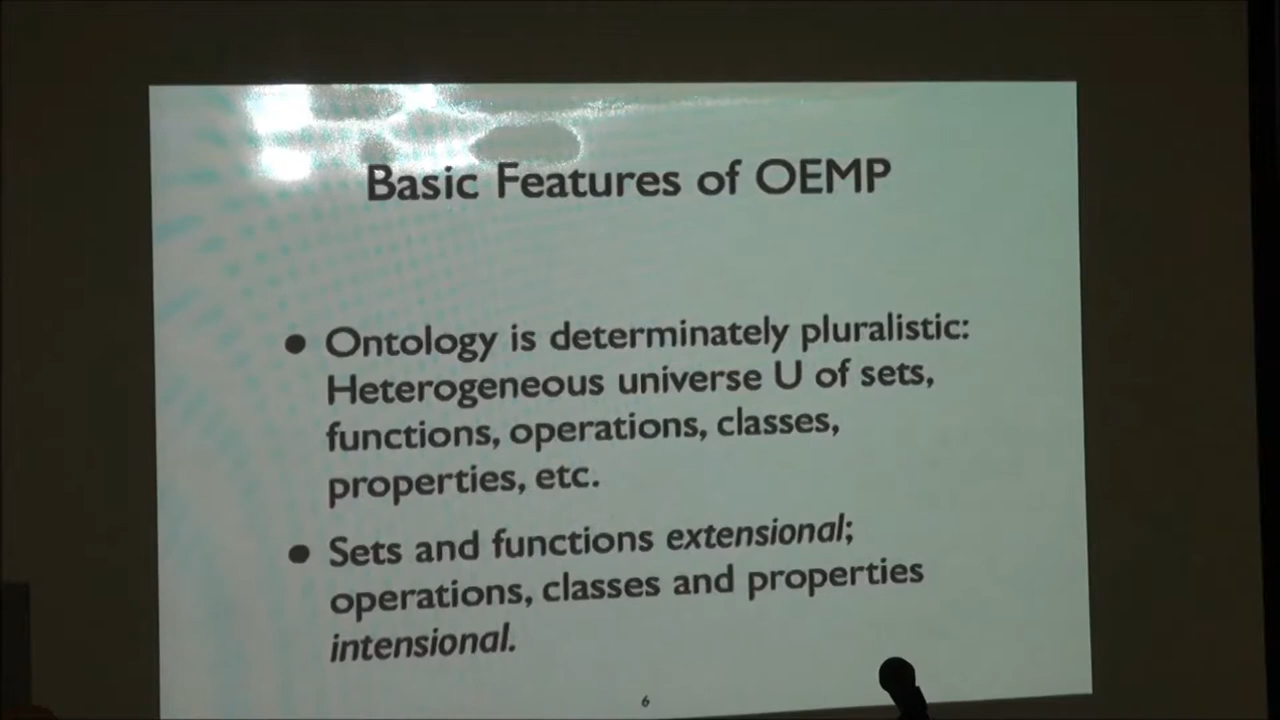 Basic Features of OEMP
• Ontology is determinately pluralistic:
Heterogeneous universe U of sets,
functions, operations, classes,
properties, etc.
• Sets and functions extensional;
operations, classes and properties
intensional.
6